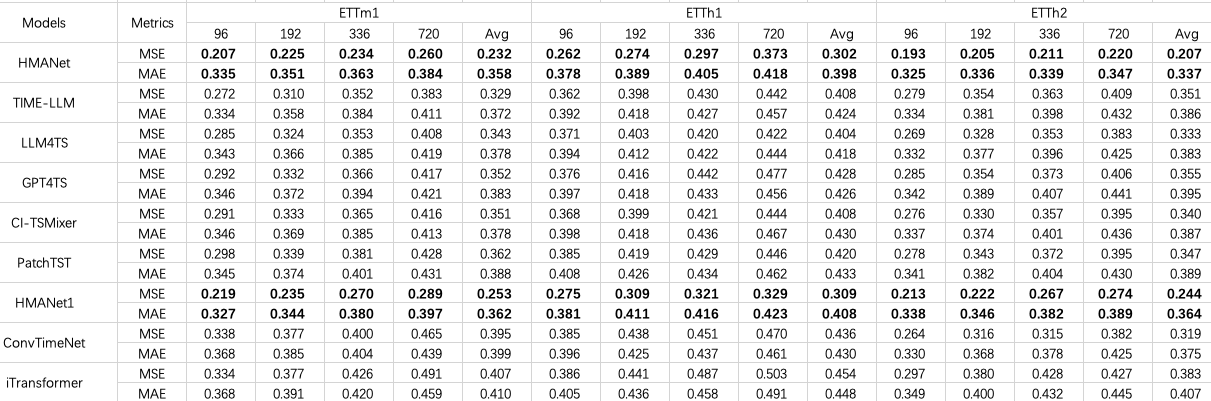 Models Metrics ETTm1 ETTh1 ETTh2
96 192 336 720 Avg 96 192 336 720 Avg 96 192 336 720 Avg
HMANet MSE 0.207 0.225 0.234 0.260 0.232 0.262 0.274 0.297 0.373 0.302 0.193 0.205 0.211 0.220 0.207
MAE 0.335 0.351 0.363 0.384 0.358 0.378 0.389 0.405 0.418 0.398 0.325 0.336 0.339 0.347 0.337
TIME-LLM MSE 0.272 0.310 0.352 0.383 0.329 0.362 0.398 0.430 0.442 0.408 0.279 0.354 0.363 0.409 0.351
MAE 0.334 0.358 0.384 0.411 0.372 0.392 0.418 0.427 0.457 0.424 0.334 0.381 0.398 0.432 0.386
LLM4TS MSE 0.285 0.324 0.353 0.408 0.343 0.371 0.403 0.420 0.422 0.404 0.269 0.328 0.353 0.383 0.333
MAE 0.343 0.366 0.385 0.419 0.378 0.394 0.412 0.422 0.444 0.418 0.332 0.377 0.396 0.425 0.383
GPT4TS MSE 0.292 0.332 0.366 0.417 0.352 0.376 0.416 0.442 0.477 0.428 0.285 0.354 0.373 0.406 0.355
MAE 0.346 0.372 0.394 0.421 0.383 0.397 0.418 0.433 0.456 0.426 0.342 0.389 0.407 0.441 0.395
CI-TSMixer MSE 0.291 0.333 0.365 0.416 0.351 0.368 0.399 0.421 0.444 0.408 0.276 0.330 0.357 0.395 0.340
MAE 0.346 0.369 0.385 0.413 0.378 0.398 0.418 0.436 0.467 0.430 0.337 0.374 0.401 0.436 0.387
PatchTST MSE 0.298 0.339 0.381 0.428 0.362 0.385 0.419 0.429 0.446 0.420 0.278 0.343 0.372 0.395 0.347
MAE 0.345 0.374 0.401 0.431 0.388 0.408 0.426 0.434 0.462 0.433 0.341 0.382 0.404 0.430 0.389
HMANet1 MSE 0.219 0.235 0.270 0.289 0.253 0.275 0.309 0.321 0.329 0.309 0.213 0.222 0.267 0.274 0.244
MAE 0.327 0.344 0.380 0.397 0.362 0.381 0.411 0.416 0.423 0.408 0.338 0.346 0.382 0.389 0.364
ConvTimeNet MSE 0.338 0.377 0.400 0.465 0.395 0.385 0.438 0.451 0.470 0.436 0.264 0.316 0.315 0.382 0.319
MAE 0.368 0.385 0.404 0.439 0.399 0.396 0.425 0.437 0.461 0.430 0.330 0.368 0.378 0.425 0.375
iTransformer MSE 0.334 0.377 0.426 0.491 0.407 0.386 0.441 0.487 0.503 0.454 0.297 0.380 0.428 0.427 0.383
MAE 0.368 0.391 0.420 0.459 0.410 0.405 0.436 0.458 0.491 0.448 0.349 0.400 0.432 0.445 0.407